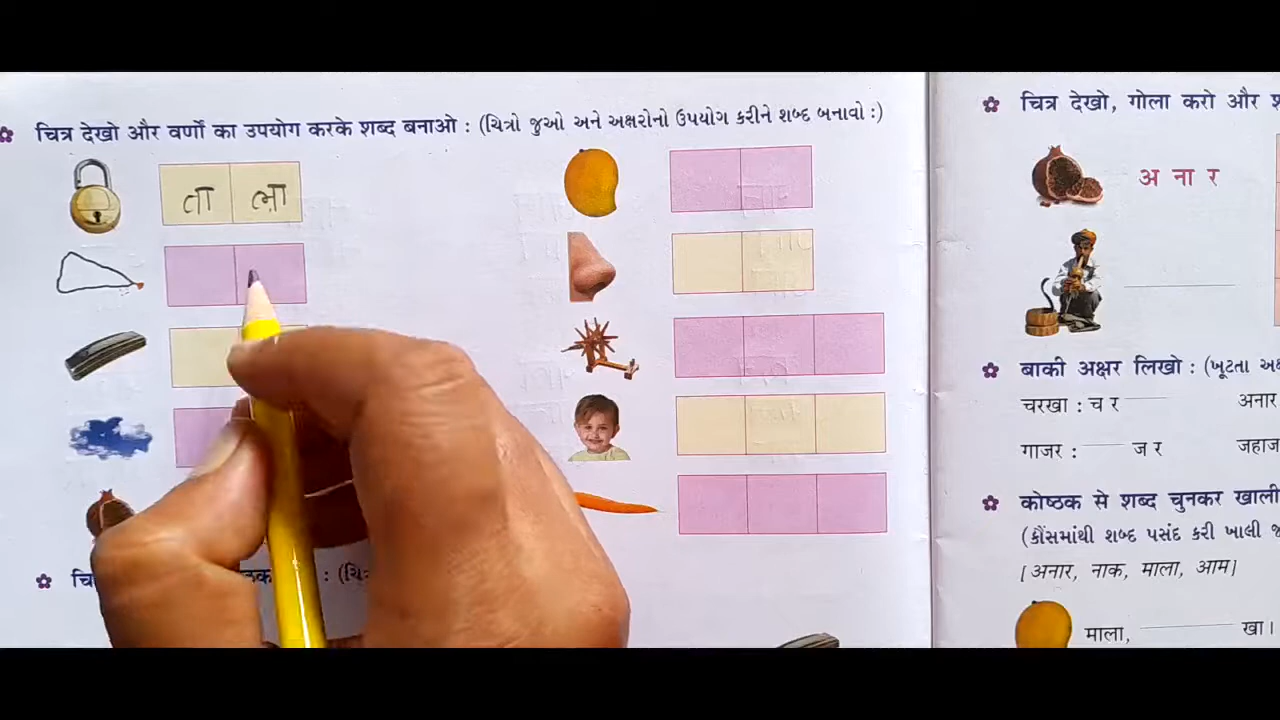 चित्र देखो और वर्णों का उपयोग करके शब्द बनाओ : (ચિત્રો જુઓ અને અક્ષરોનો ઉપયોગ કરીને શબ્દ બનાવો :)
ता
चित्र देखो, गोला करो और
अ ना र
बाकी अक्षर लिखो : (ખૂટતા
चरखा : च र
अनार
गाजर : ज र
जहाज
कोष्ठक से शब्द चुनकर खाली
(કૌંસમાંથી શબ્દ પસંદ કરી ખાલી
[अनार, नाक, माला, आम]
माला, खा।